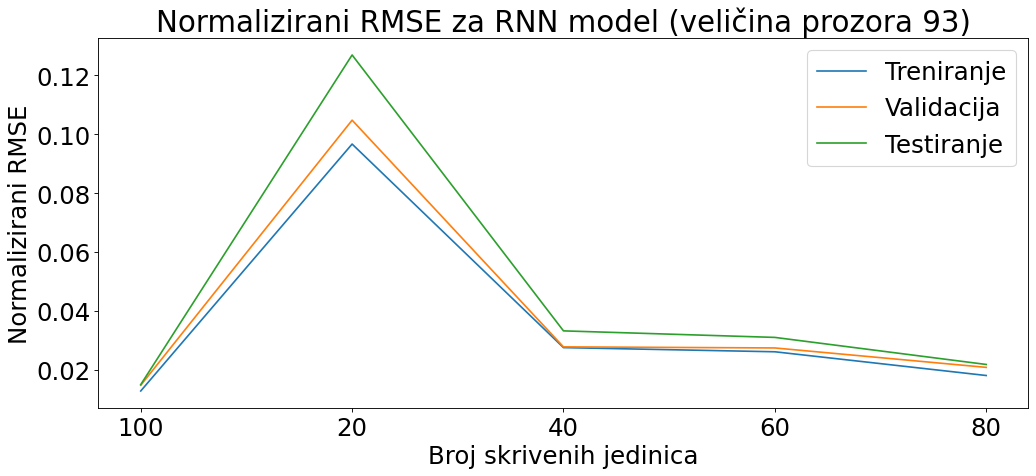 Normalizirani RMSE za RNN model (veličina prozora 93)
Treniranje
Validacija
Testiranje
Normalizirani RMSE
0.12
0.10
0.08
0.06
0.04
0.02
100 20 40 60 80
Broj skrivenih jedinica